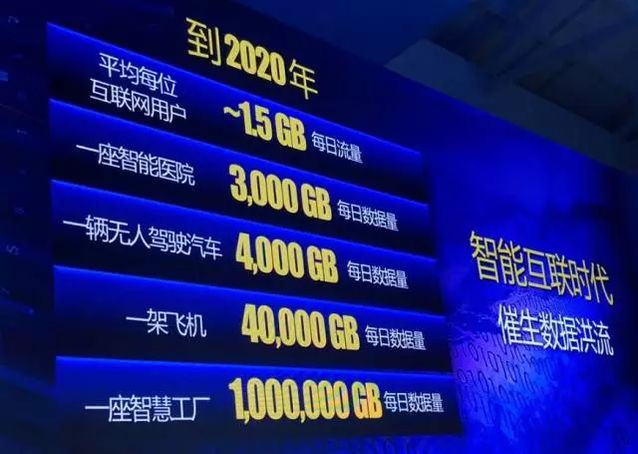 到2020年
平均每位
互联网用户
~1.5 GB 每日流量
一座智能医院 3,000 GB 每日数据量
一辆无人驾驶汽车 4,000 GB 每日数据量
一架飞机 40,000 GB 每日数据量
一座智慧工厂 1,000,000 GB 每日数据量
智能互联时代
催生数据洪流